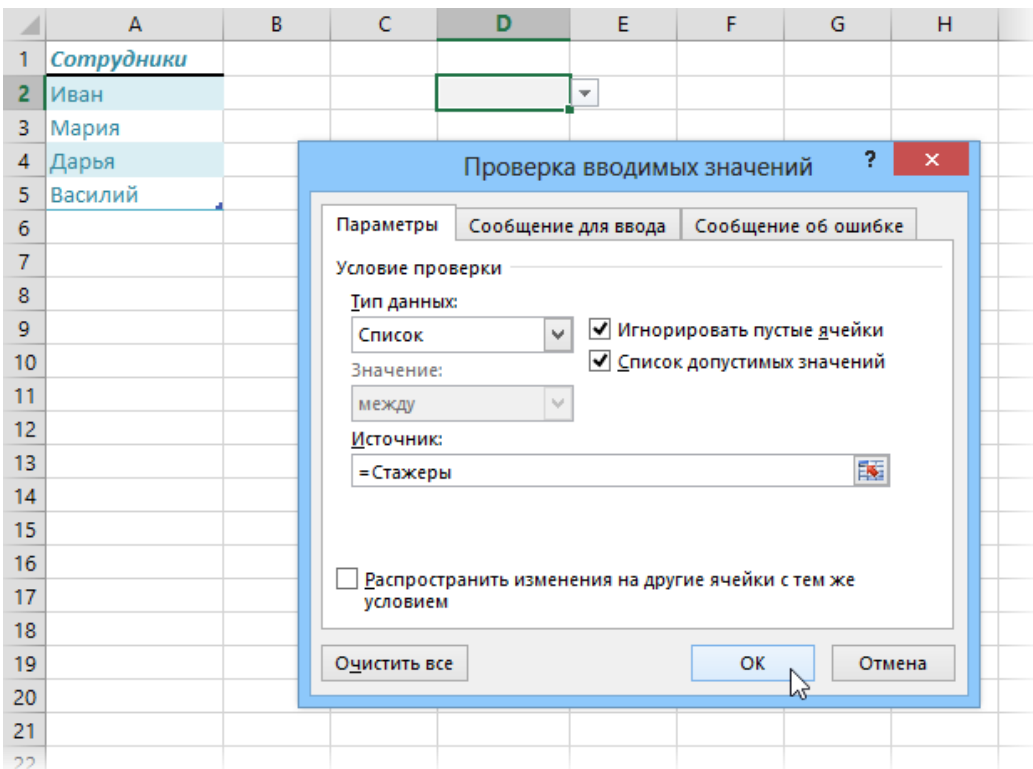 A B C D E F G H
1 Сотрудники
2 Иван
3 Мария
4 Дарья
5 Василий
6
7
8
9
10
11
12
13
14
15
16
17
18
19
20
21
22
Проверка вводимых значений ? ×
Параметры Сообщение для ввода Сообщение об ошибке
Условие проверки
Тип данных:
Список Игнорировать пустые ячейки
Значение: Список допустимых значений
между
Источник:
=Стажеры
Распространить изменения на другие ячейки с тем же
условием
Очистить все ОК Отмена